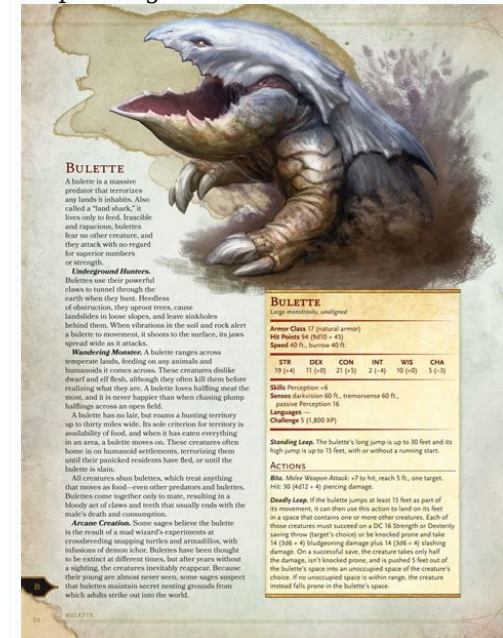 BULETTE
A bulette is a massive
predator that terrorizes
any lands it inhabits. Also
called a "land shark," it
lives only to feed. Irascible
and rapacious, bulettes
fear no other creature, and
they attack with no regard
for superior numbers
or strength.
Underground Hunters.
Bulettes use their powerful
claws to tunnel through the
earth when they hunt. Heedless
of obstruction, they uproot trees, cause
landslides in loose slopes, and leave sinkholes
behind them. When vibrations in the soil and rock alert
a bulette to movement, it shoots to the surface, its jaws
spread wide as it attacks.
Wandering Monster. A bulette ranges across
temperate lands, feeding on any animals and
humanoids it comes across. These creatures dislike
dwarf and elf flesh, although they often kill them before
realizing what they are. A bulette loves halfling meat the
most, and it is never happier than when chasing plump
halflings across an open field.
A bulette has no lair, but roams a hunting territory
up to thirty miles wide. Its sole criterion for territory is
availability of food, and when it has eaten everything
in an area, a bulette moves on. These creatures often
home in on humanoid settlements, terrorizing them
until their panicked residents have fled, or until the
bulette is slain.
All creatures shun bulettes, which treat anything
that moves as food—even other predators and bulettes.
Bulettes come together only to mate, resulting in a
bloody act of claws and teeth that usually ends with the
male's death and consumption.
Arcane Creation. Some sages believe the bulette
is the result of a mad wizard's experiments at
crossbreeding snapping turtles and armadillos, with
infusions of demon ichor. Bulettes have been thought
to be extinct at different times, but after years without
a sighting, the creatures inevitably reappear. Because
their young are almost never seen, some sages suspect
that bulettes maintain secret nesting grounds from
which adults strike out into the world.
BULETTE
Large monstrosity, unaligned
Armor Class 17 (natural armor)
Hit Points 94 (9d10 + 45)
Speed 40 ft., burrow 40 ft.
STR DEX CON INT WIS CHA
19 (+4) 11 (+0) 21 (+5) 2 (−4) 10 (+0) 5 (−3)
Skills Perception +6
Senses darkvision 60 ft., tremorsense 60 ft.,
passive Perception 16
Languages —
Challenge 5 (1,800 XP)
Standing Leap. The bulette's long jump is up to 30 feet and its
high jump is up to 15 feet, with or without a running start.
ACTIONS
Bite. Melee Weapon Attack: +7 to hit, reach 5 ft., one target.
Hit: 30 (4d12 + 4) piercing damage.
Deadly Leap. If the bulette jumps at least 15 feet as part of
its movement, it can then use this action to land on its feet
in a space that contains one or more other creatures. Each of
those creatures must succeed on a DC 16 Strength or Dexterity
saving throw (target's choice) or be knocked prone and take
14 (3d6 + 4) bludgeoning damage plus 14 (3d6 + 4) slashing
damage. On a successful save, the creature takes only half
the damage, isn't knocked prone, and is pushed 5 feet out of
the bulette's space into an unoccupied space of the creature's
choice. If no unoccupied space is within range, the creature
instead falls prone in the bulette's space.
B
34
BULETTE